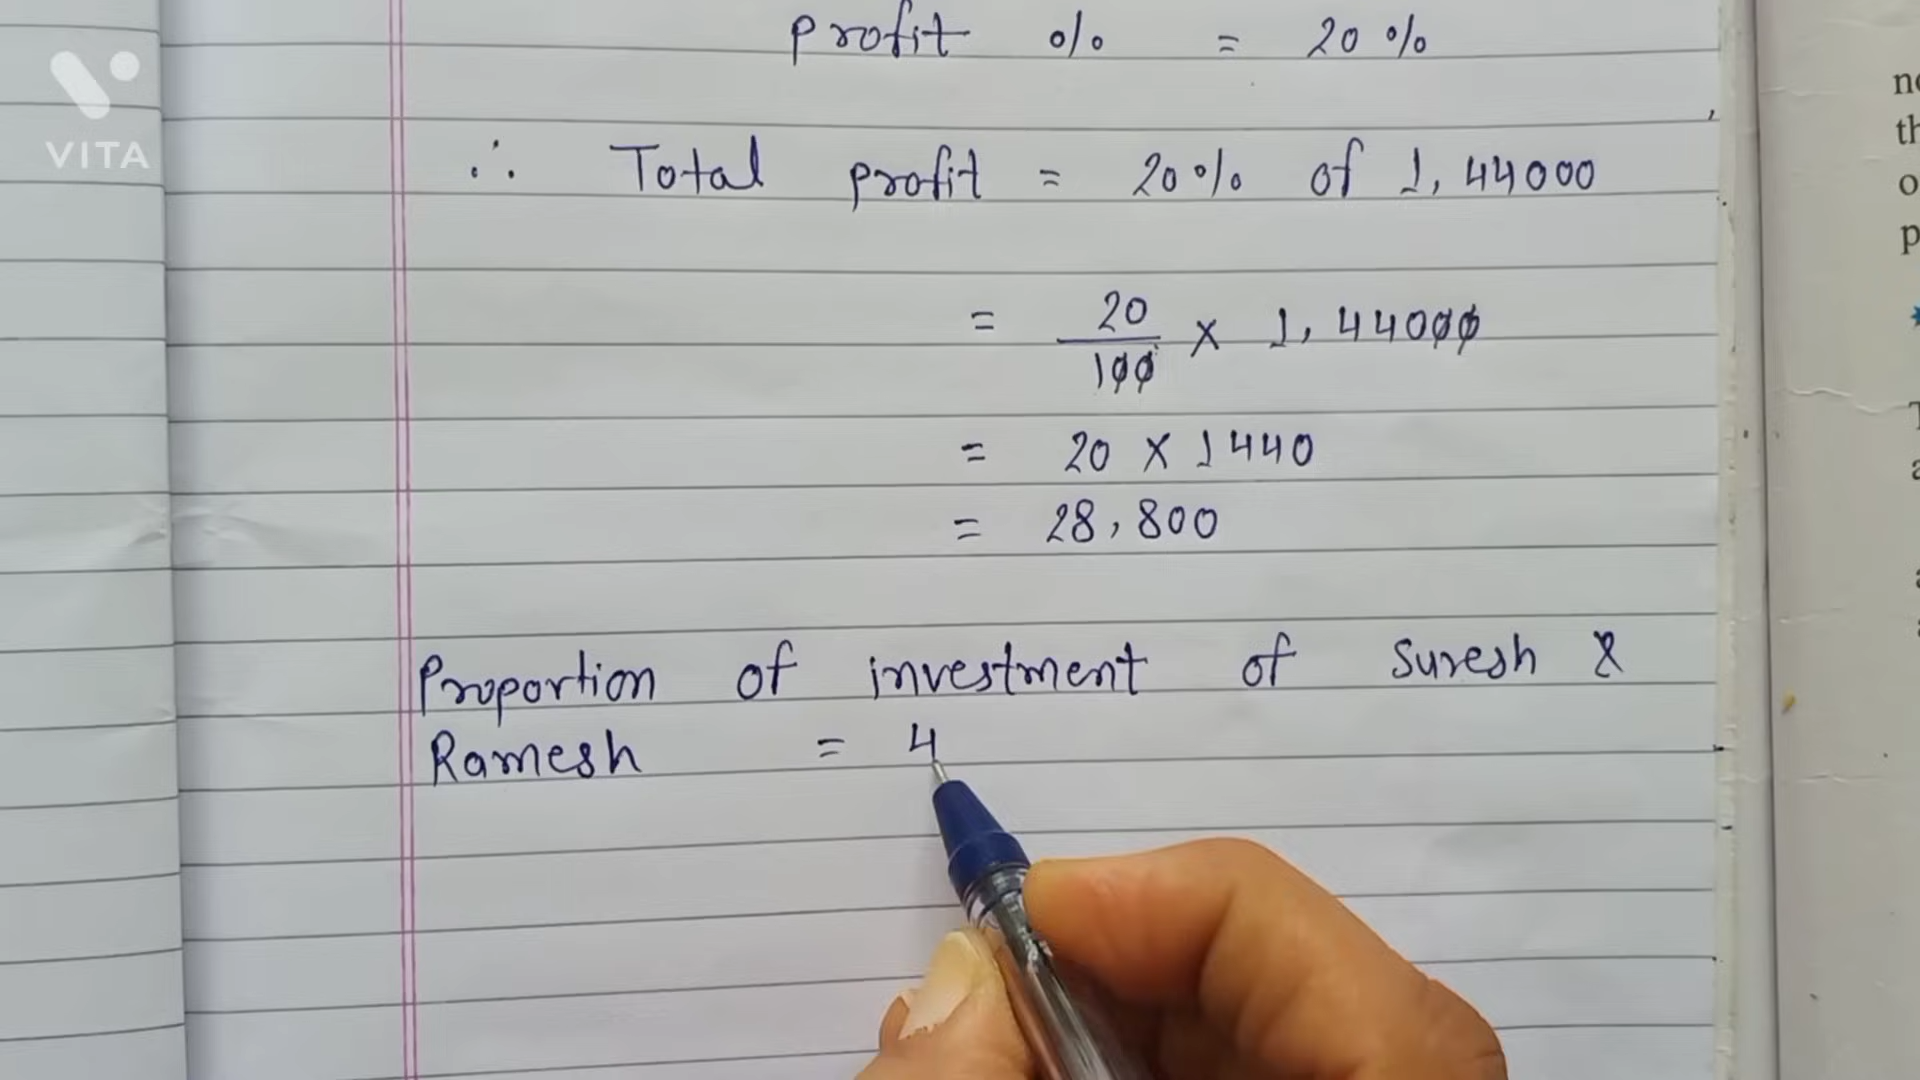 VITA
profit % = 20%
∴ Total profit = 20% of 1,44000
= 20/100 × 1,44000
= 20 × 1440
= 28,800
Proportion of investment of Suresh &
Ramesh = 4